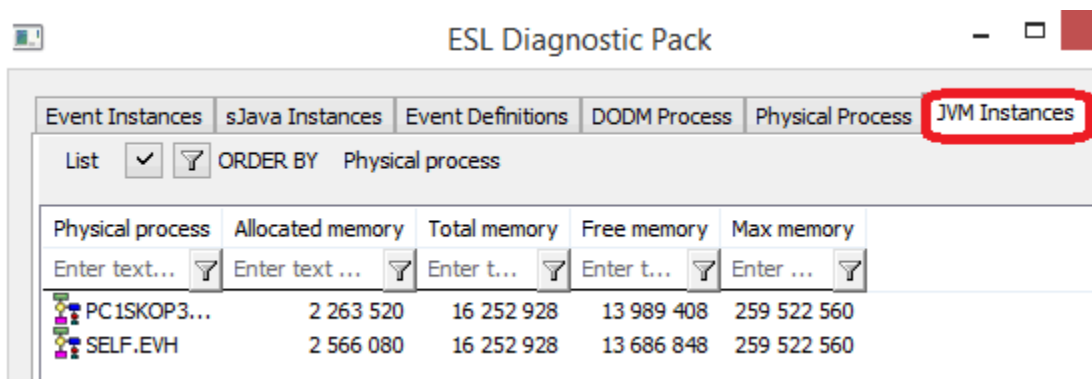 ESL Diagnostic Pack
Event Instances sJava Instances Event Definitions DODM Process Physical Process JVM Instances
List ORDER BY Physical process
Physical process Allocated memory Total memory Free memory Max memory
Enter text... Enter text ... Enter t... Enter t... Enter ...
PC1SKOP3... 2 263 520 16 252 928 13 989 408 259 522 560
SELF.EVH 2 566 080 16 252 928 13 686 848 259 522 560